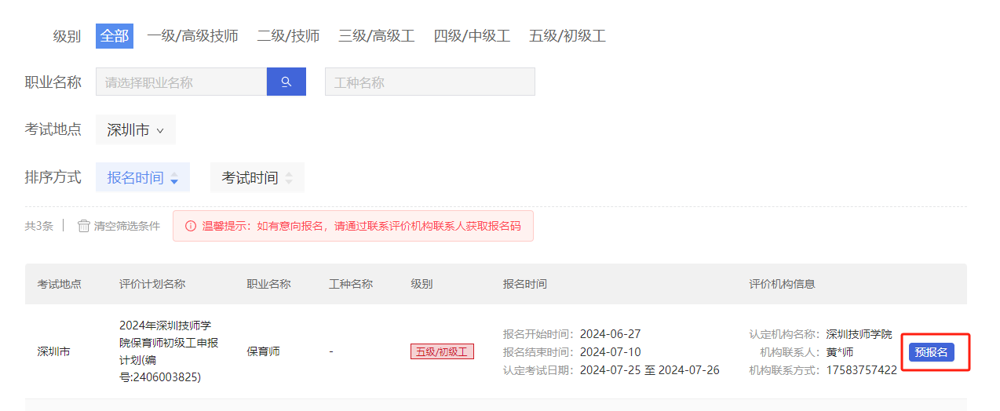 级别 全部 一级/高级技师 二级/技师 三级/高级工 四级/中级工 五级/初级工
职业名称 请选择职业名称 工种名称
考试地点 深圳市
排序方式 报名时间 考试时间
共3条 清空筛选条件 温馨提示：如有意向报名，请通过联系评价机构联系人获取报名码
考试地点 评价计划名称 职业名称 工种名称 级别 报名时间 评价机构信息
深圳市
2024年深圳技师学
院保育师初级工申报
计划(编
号:2406003825)
保育师
-
五级/初级工
报名开始时间：2024-06-27
报名结束时间：2024-07-10
认定考试日期：2024-07-25 至 2024-07-26
认定机构名称：深圳技师学院
机构联系人：黄*师
机构联系方式：17583757422
预报名